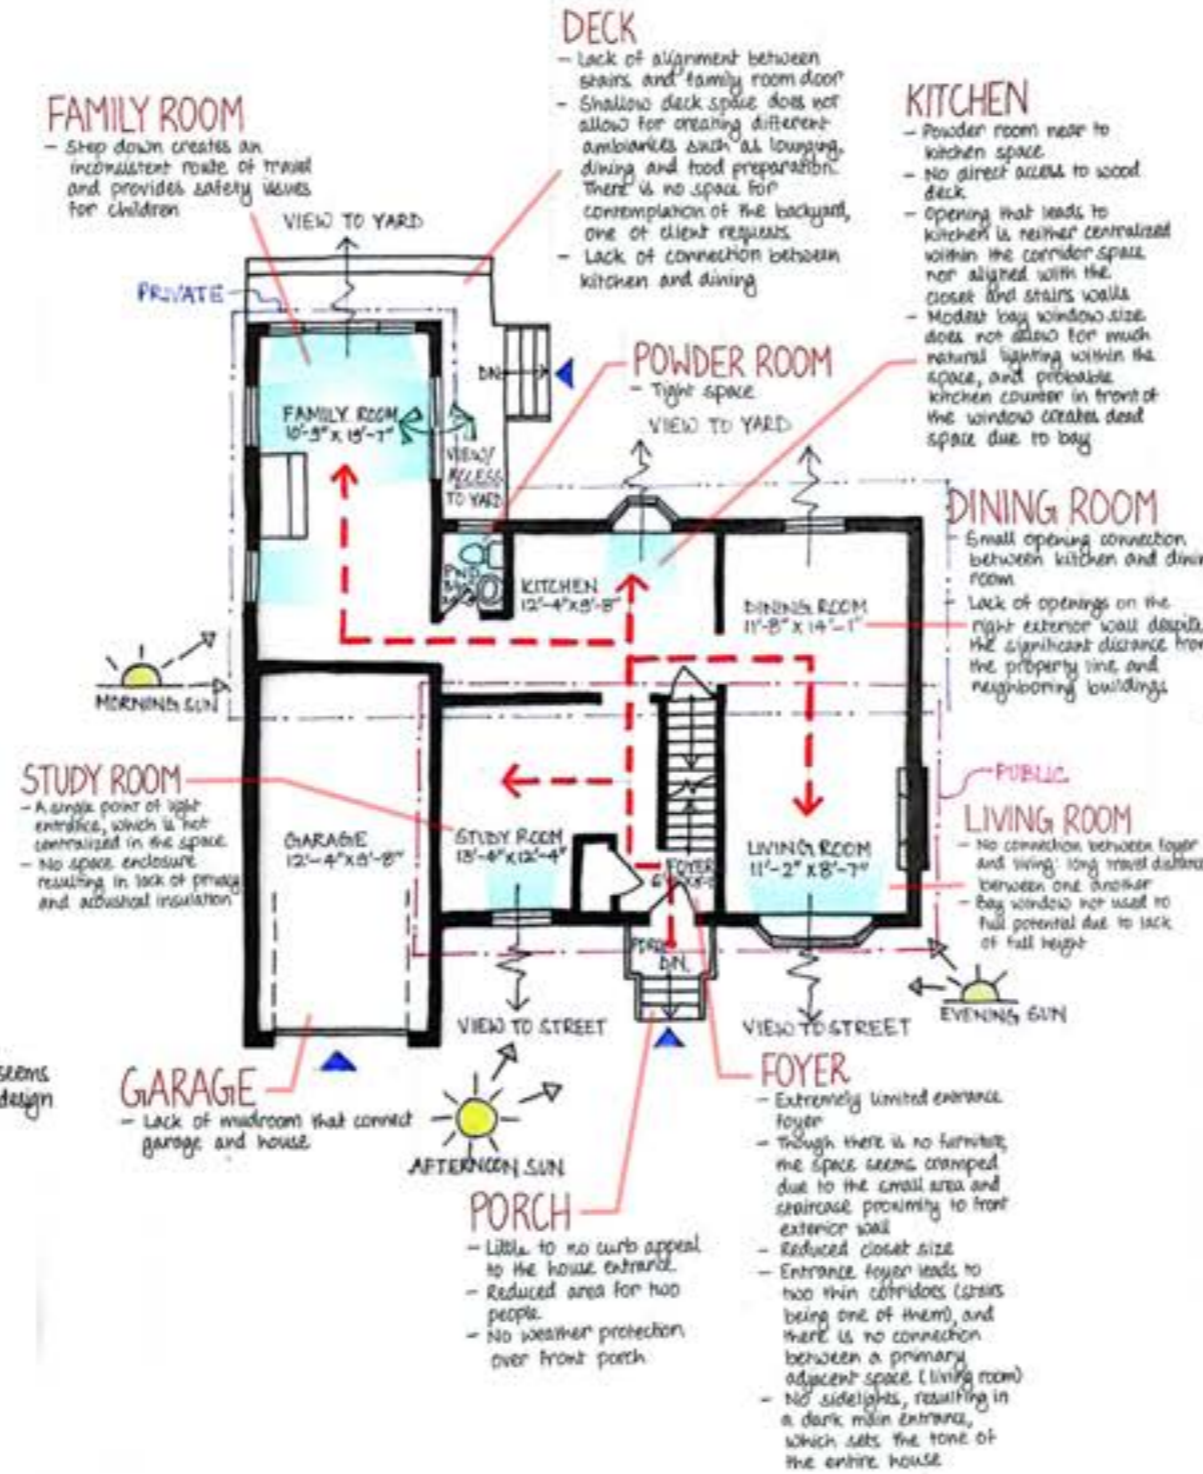 DECK
- Lack of alignment between
stairs and family room door
- Shallow deck space does not
allow for creating different
ambiances such as lounging,
dining and food preparation.
There is no space for
contemplation of the backyard,
one of client requests
- Lack of connection between
kitchen and dining
FAMILY ROOM
- Step down creates an
inconsistent route of travel
and provides safety issues
for children
KITCHEN
- Powder room near to
kitchen space
- No direct access to wood
deck
- Opening that leads to
kitchen is neither centralized
within the corridor space
nor aligned with the
closet and stairs walls
- Modest bay window size
does not allow for much
natural lighting within the
space, and probable
kitchen counter in front of
the window creates dead
space due to bay
VIEW TO YARD
PRIVATE
POWDER ROOM
- Tight space
DN
VIEW TO YARD
FAMILY ROOM
VIEW/
ACCESS
TO YARD
DINING ROOM
- Small opening connection
between kitchen and dining
room
- Lack of openings on the
right exterior wall despite
the significant distance from
the property line and
neighboring buildings
KITCHEN
12'-4" X 9'-8"
DINING ROOM
11'-8" X 14'-1"
MORNING SUN
STUDY ROOM
- A single point of light
entrance, which is not
centralized in the space
- No space enclosure
resulting in lack of privacy
and acoustical insulation
PUBLIC
LIVING ROOM
- No connection between foyer
and living: long travel distance
between one another
- Bay window not used to
full potential due to lack
of full height
GARAGE
12'-4" X 9'-8"
STUDY ROOM
13'-4" X 12'-4"
FOYER
LIVING ROOM
11'-2" X 8'-7"
DN.
VIEW TO STREET
VIEW TO STREET
EVENING SUN
seems
design
GARAGE
- Lack of mudroom that connect
garage and house
AFTERNOON SUN
FOYER
- Extremely limited entrance
foyer
- Though there is no furniture,
the space seems cramped
due to the small area and
staircase proximity to front
exterior wall
- Reduced closet size
- Entrance foyer leads to
two thin corridors (stairs
being one of them), and
there is no connection
between a primary
adjacent space (living room)
- No sidelights, resulting in
a dark main entrance,
which sets the tone of
the entire house
PORCH
- Little to no curb appeal
to the house entrance
- Reduced area for two
people
- No weather protection
over front porch